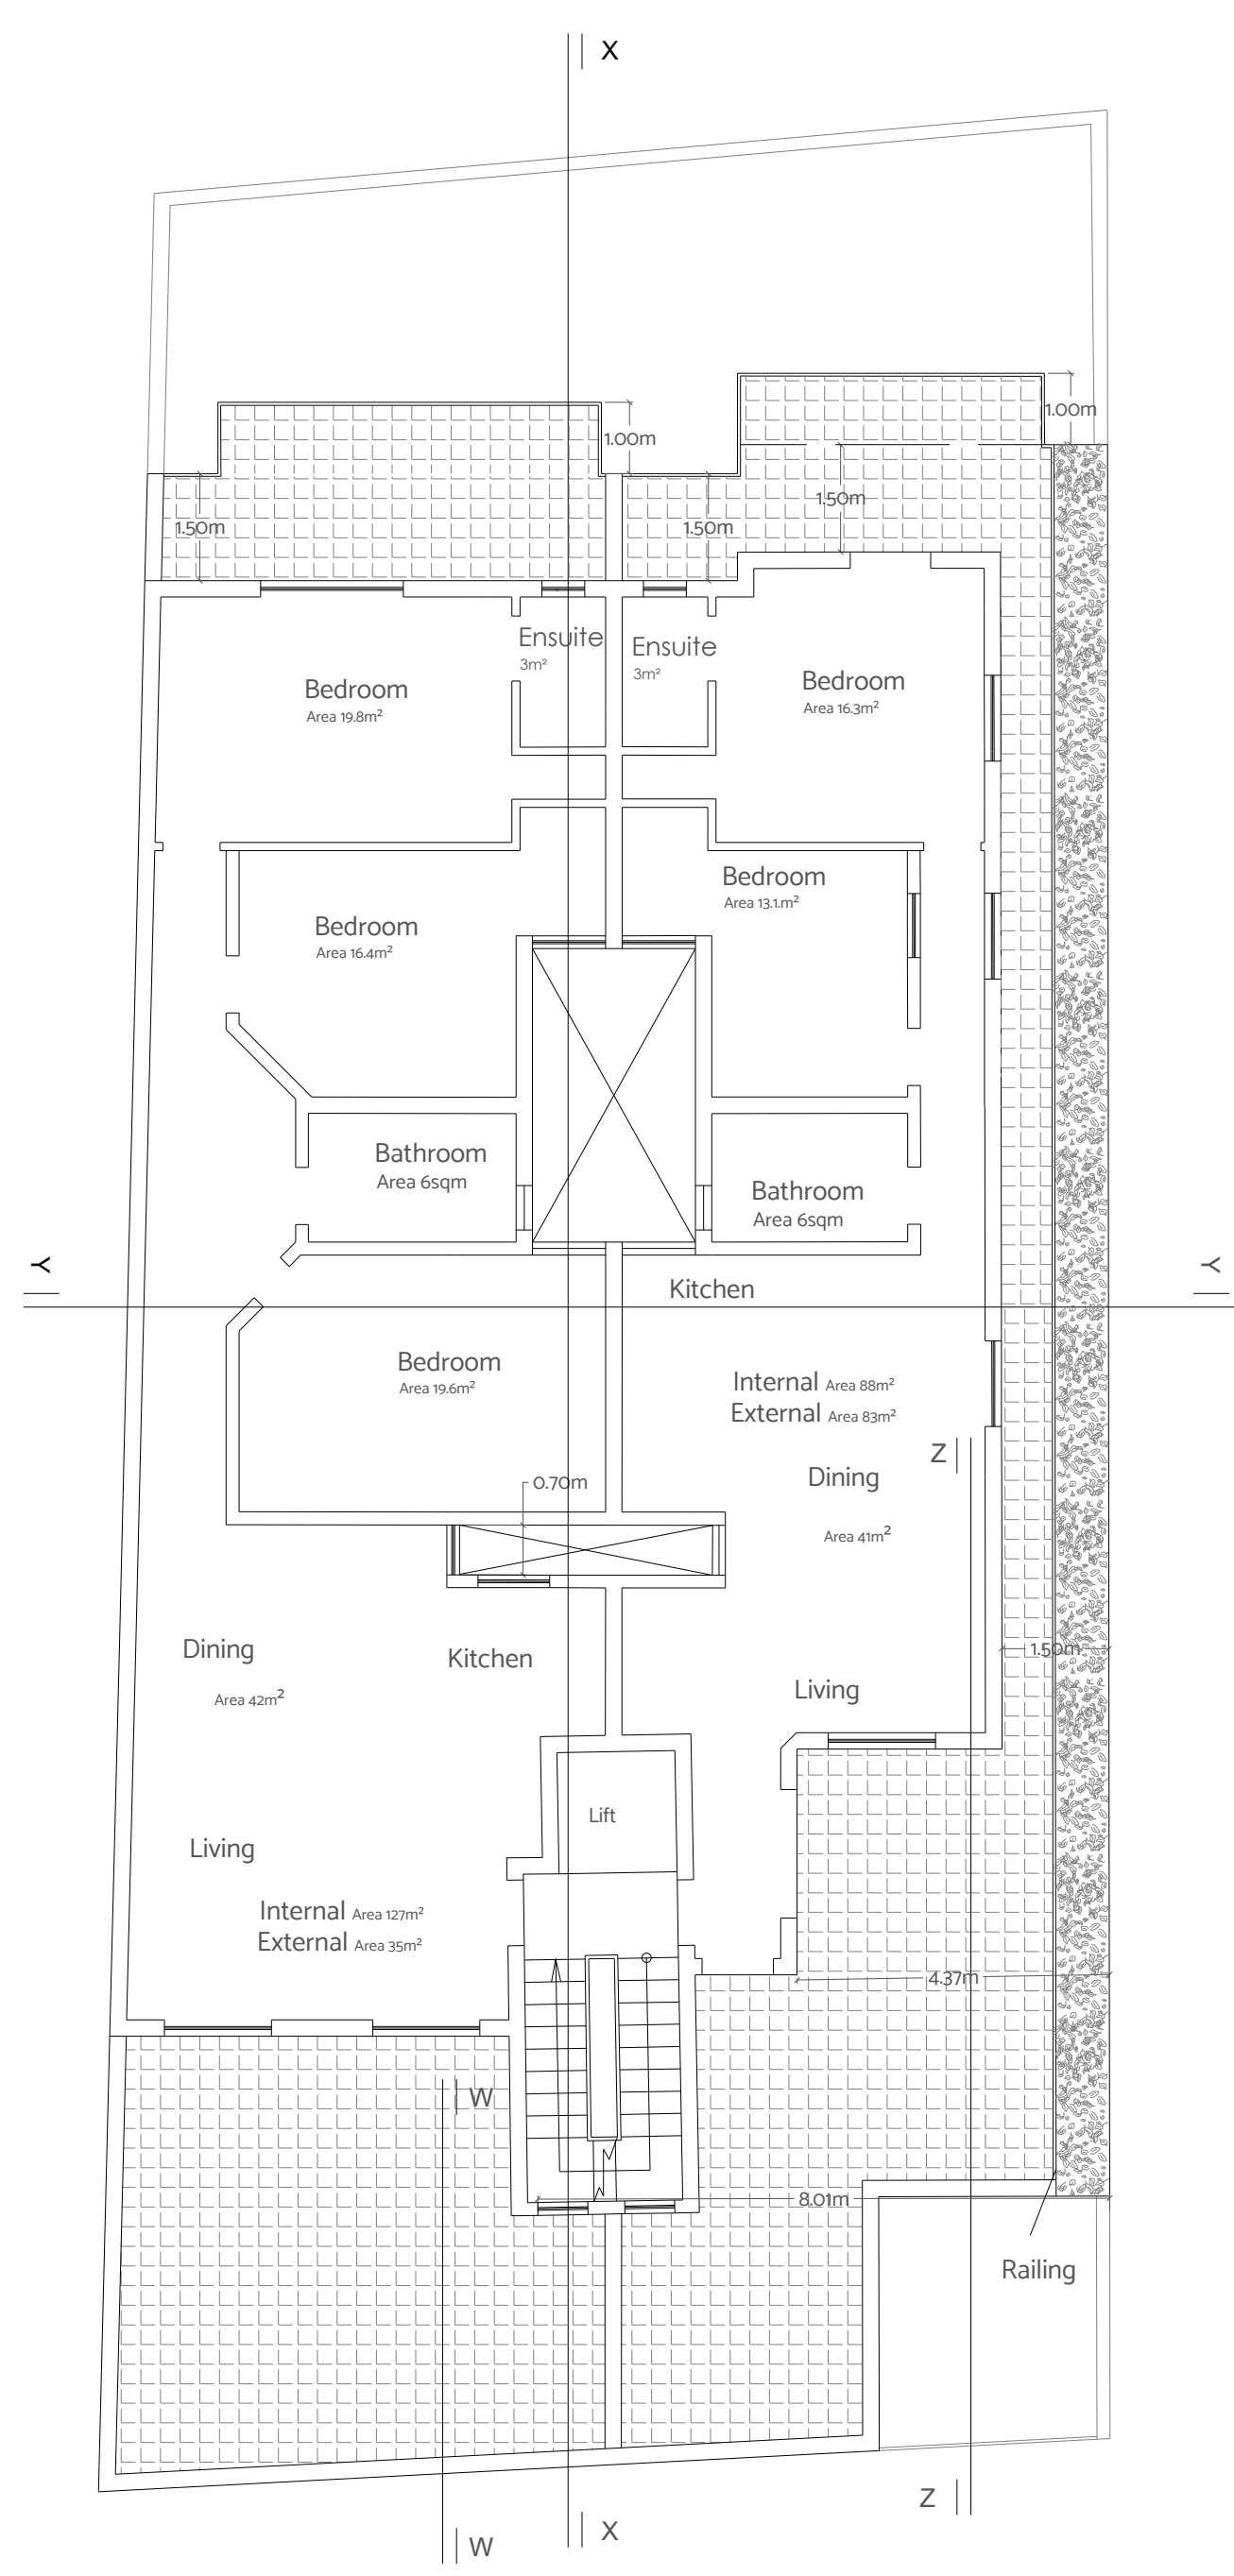 X
1.00m
1.00m
1.50m
1.50m
1.50m
Ensuite
3m²
Ensuite
3m²
Bedroom
Area 19.8m²
Bedroom
Area 16.3m²
Bedroom
Area 13.1.m²
Bedroom
Area 16.4m²
Bathroom
Area 6sqm
Bathroom
Area 6sqm
Y
Y
Kitchen
Bedroom
Area 19.6m²
Internal Area 88m²
External Area 83m²
Z
Dining
0.70m
Area 41m²
Dining
Kitchen
1.50m
Area 42m²
Living
Lift
Living
Internal Area 127m²
External Area 35m²
4.37m
W
8.01m
Railing
Z
X
W